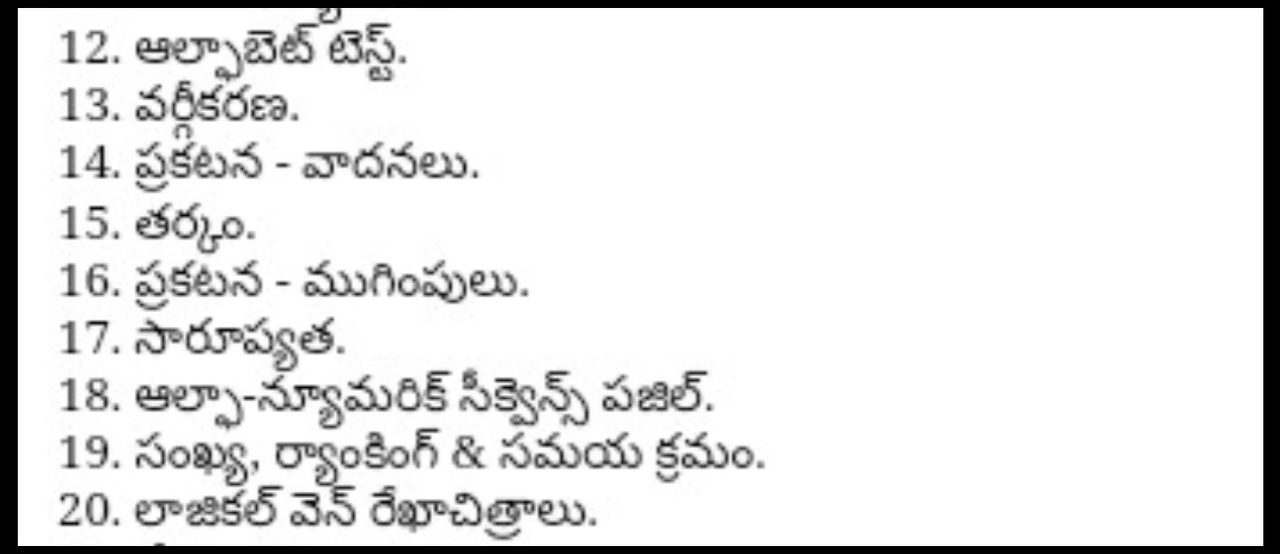 12. ఆల్ఫాబెట్ టెస్ట్.
13. వర్గీకరణ.
14. ప్రకటన - వాదనలు.
15. తర్కం.
16. ప్రకటన - ముగింపులు.
17. సారూప్యత.
18. ఆల్ఫా-న్యూమరిక్ సీక్వెన్స్ పజిల్.
19. సంఖ్య, ర్యాంకింగ్ & సమయ క్రమం.
20. లాజికల్ వెన్ రేఖాచిత్రాలు.